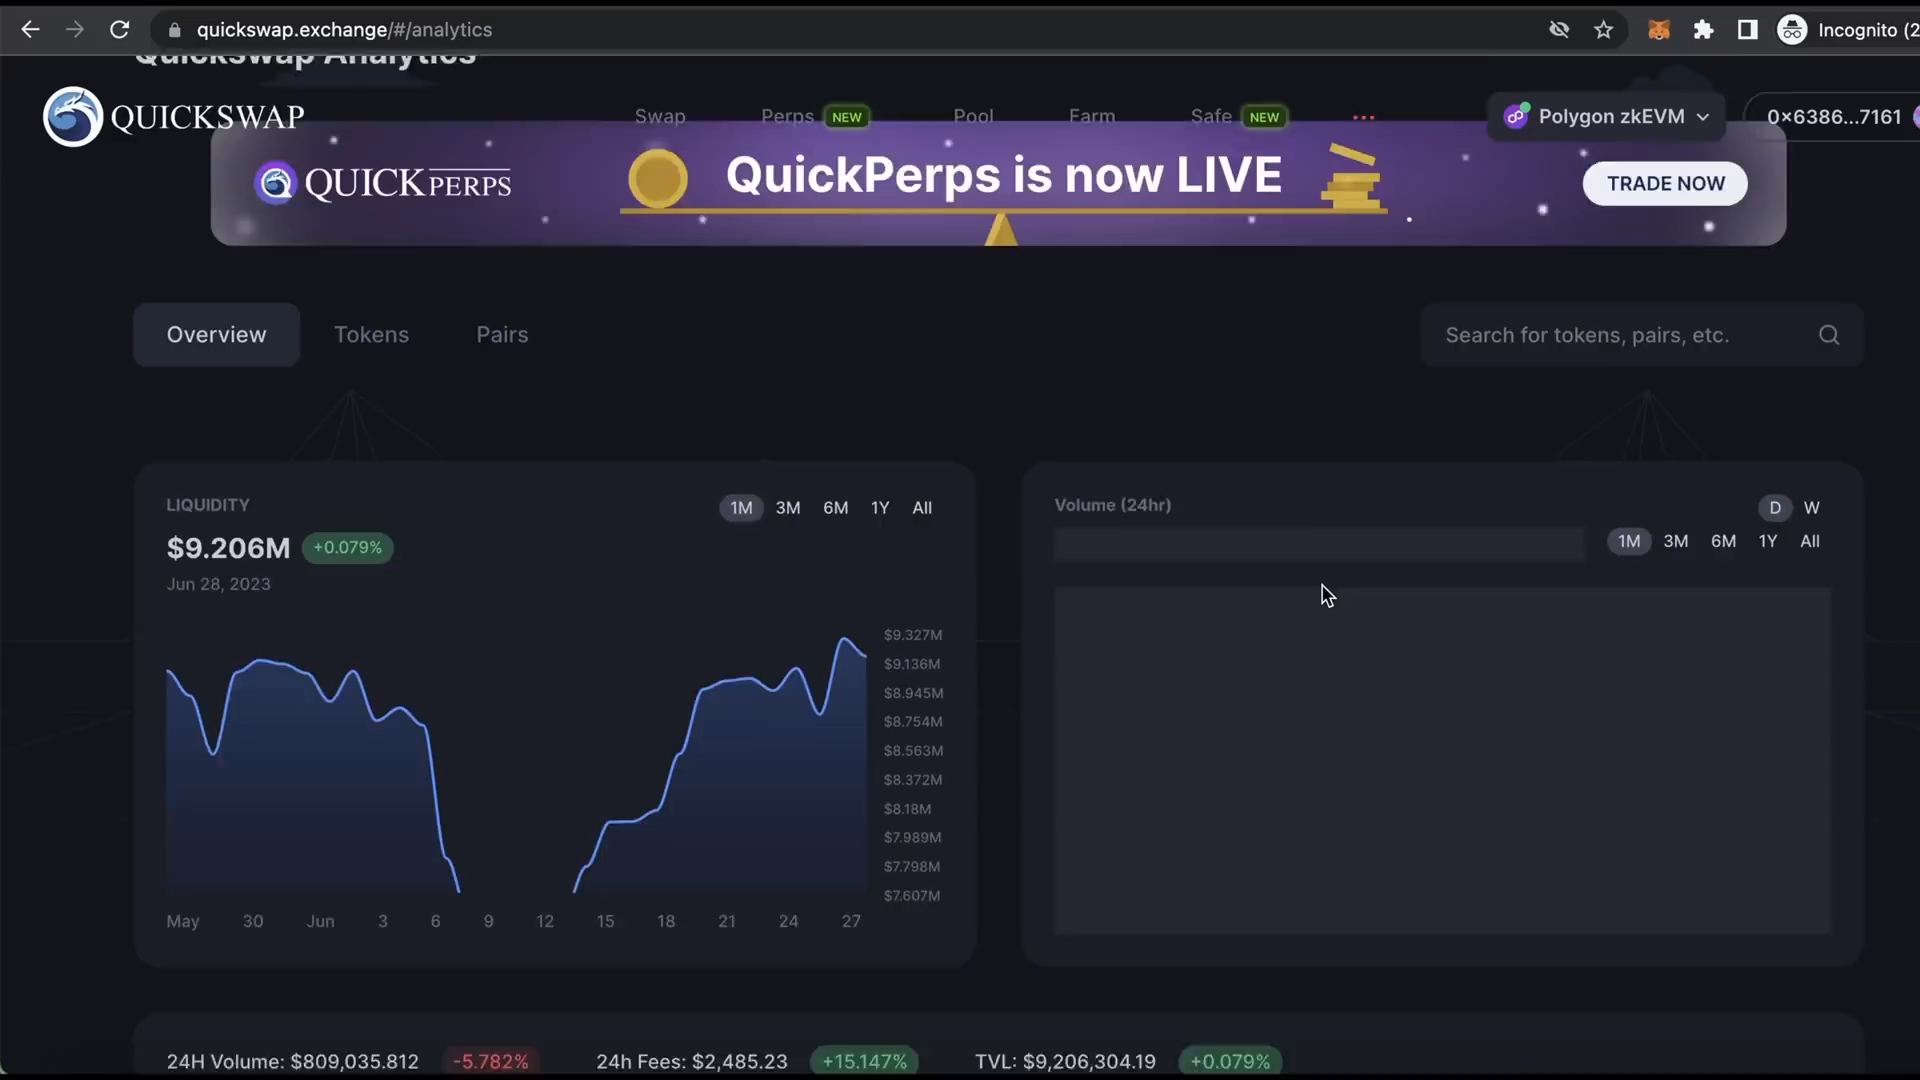 quickswap.exchange/#/analytics
Incognito (2
Quickswap Analytics
QUICKSWAP
Swap
Perps NEW
Pool
Farm
Safe NEW
...
Polygon zkEVM
0x6386...7161
QUICKPERPS
QuickPerps is now LIVE
TRADE NOW
Overview
Tokens
Pairs
Search for tokens, pairs, etc.
LIQUIDITY
1M 3M 6M 1Y All
$9.206M +0.079%
Jun 28, 2023
$9.327M
$9.136M
$8.945M
$8.754M
$8.563M
$8.372M
$8.18M
$7.989M
$7.798M
$7.607M
May 30 Jun 3 6 9 12 15 18 21 24 27
Volume (24hr)
D W
1M 3M 6M 1Y All
24H Volume: $809,035.812 -5.782%
24h Fees: $2,485.23 +15.147%
TVL: $9,206,304.19 +0.079%